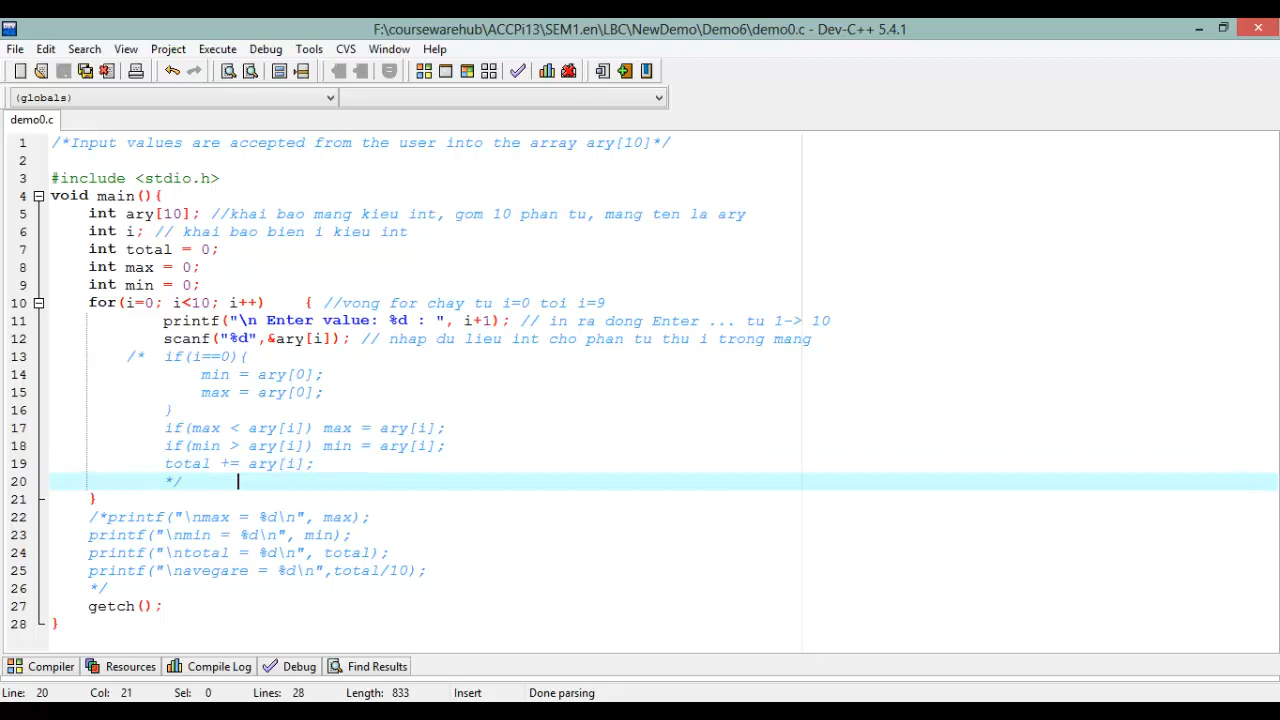 F:\coursewarehub\ACCPi13\SEM1.en\LBC\NewDemo\Demo6\demo0.c - Dev-C++ 5.4.1
File Edit Search View Project Execute Debug Tools CVS Window Help
(globals)
demo0.c
1 /*Input values are accepted from the user into the array ary[10]*/
2
3 #include <stdio.h>
4 void main(){
5 int ary[10]; //khai bao mang kieu int, gom 10 phan tu, mang ten la ary
6 int i; // khai bao bien i kieu int
7 int total = 0;
8 int max = 0;
9 int min = 0;
10 for(i=0; i<10; i++) { //vong for chay tu i=0 toi i=9
11 printf("\n Enter value: %d : ", i+1); // in ra dong Enter ... tu 1-> 10
12 scanf("%d",&ary[i]); // nhap du lieu int cho phan tu thu i trong mang
13 /* if(i==0){
14 min = ary[0];
15 max = ary[0];
16 }
17 if(max < ary[i]) max = ary[i];
18 if(min > ary[i]) min = ary[i];
19 total += ary[i];
20 */
21 }
22 /*printf("\nmax = %d\n", max);
23 printf("\nmin = %d\n", min);
24 printf("\ntotal = %d\n", total);
25 printf("\navegare = %d\n",total/10);
26 */
27 getch();
28 }
Compiler Resources Compile Log Debug Find Results
Line: 20 Col: 21 Sel: 0 Lines: 28 Length: 833 Insert Done parsing